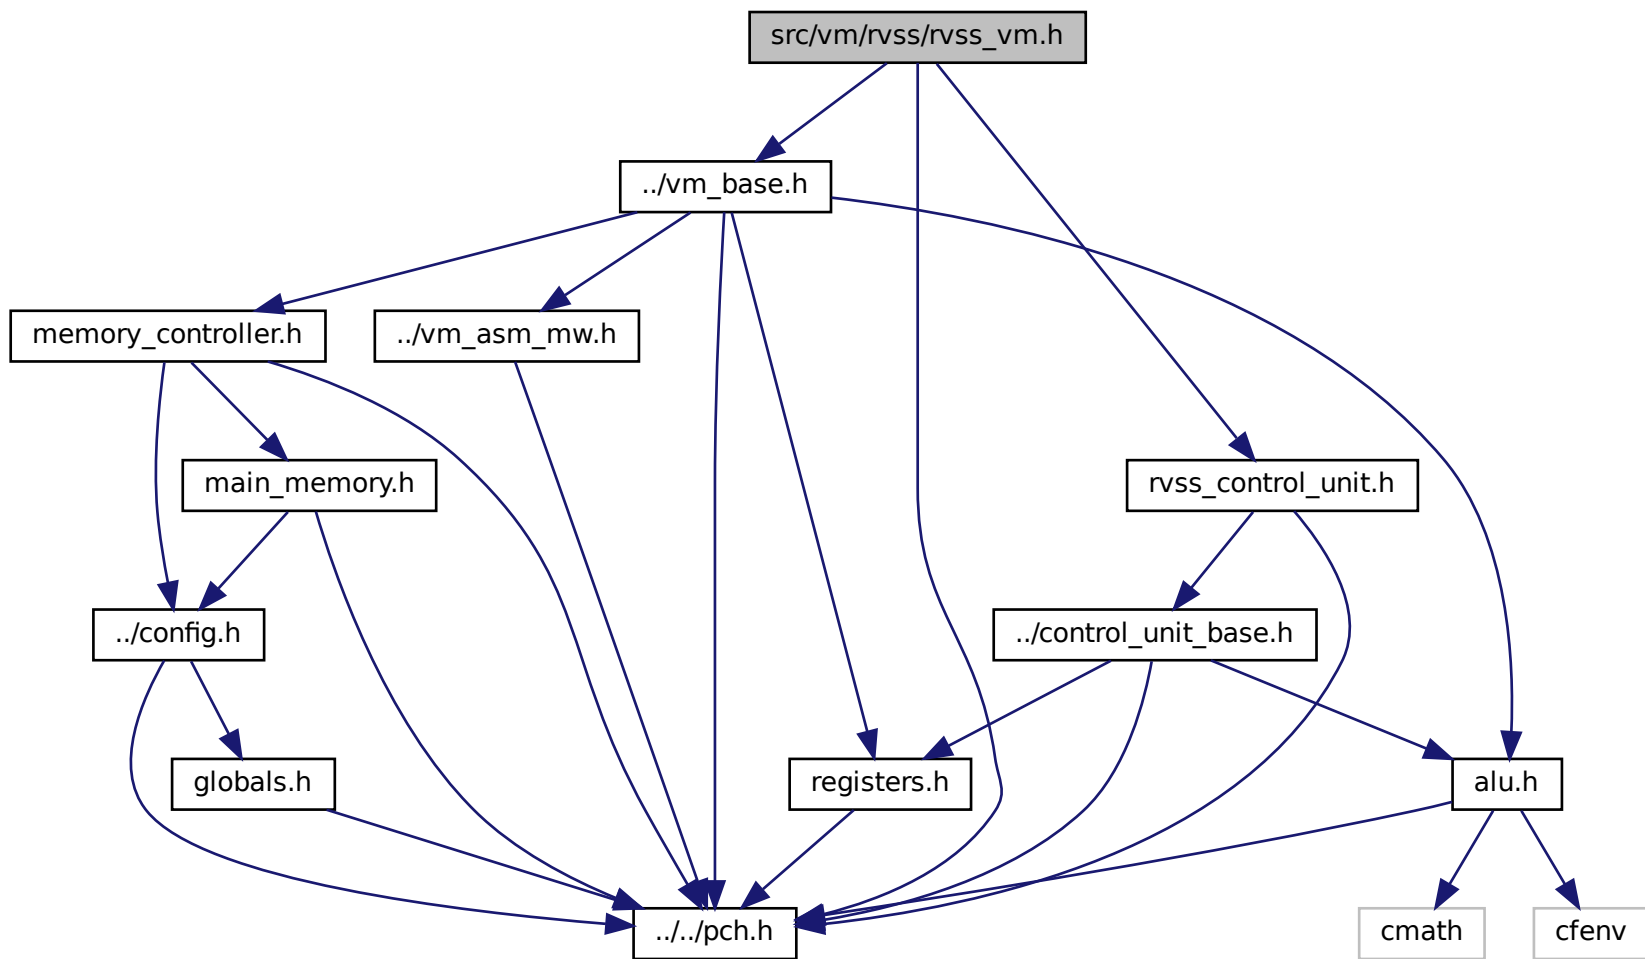 src/vm/rvss/rvss_vm.h
../vm_base.h
memory_controller.h
../vm_asm_mw.h
main_memory.h
rvss_control_unit.h
../config.h
../control_unit_base.h
globals.h
registers.h
alu.h
../../pch.h
cmath
cfenv